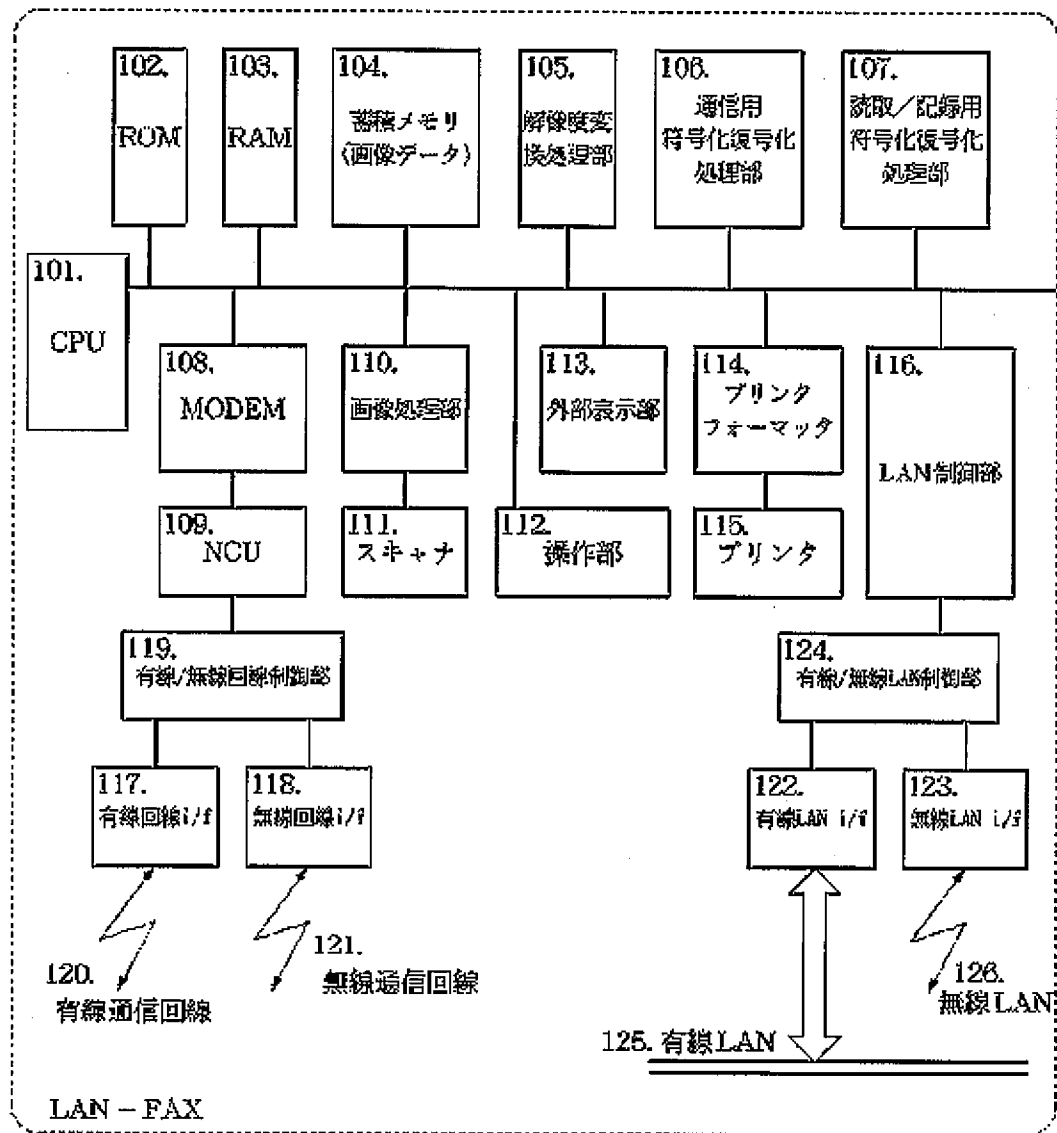 102.
ROM
103.
RAM
104.
蓄積メモリ
(画像データ)
105.
解像度変
換処理部
106.
通信用
符号化復号化
処理部
107.
読取/記録用
符号化復号化
処理部
101.
CPU
108.
MODEM
110.
画像処理部
113.
外部表示部
114.
プリンタ
フォーマッタ
116.
LAN制御部
109.
NCU
111.
スキャナ
112.
操作部
115.
プリンタ
119.
有線/無線回線制御部
124.
有線/無線LAN制御部
117.
有線回線i/f
118.
無線回線i/f
122.
有線LAN i/f
123.
無線LAN i/f
120.
有線通信回線
121.
無線通信回線
126.
無線LAN
125. 有線LAN
LAN－FAX